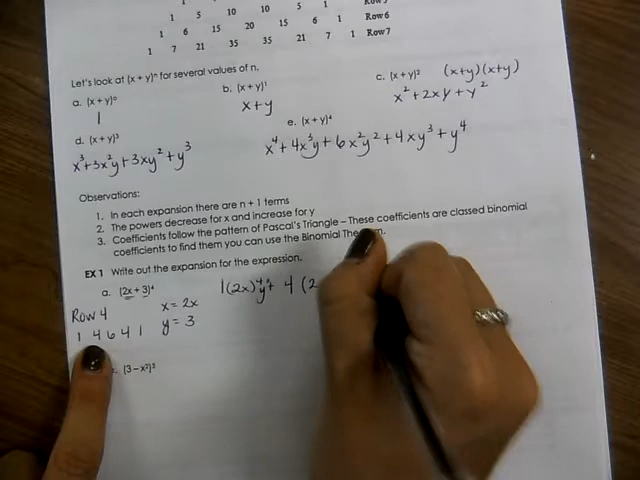 1 5 10 10 5 1 Row 5
1 6 15 20 15 6 1 Row 6
1 7 21 35 35 21 7 1 Row 7
Let's look at (x + y)ⁿ for several values of n.
a. (x + y)⁰ b. (x + y)¹ c. (x + y)² (x+y)(x+y)
1 x+y x² + 2xy + y²
d. (x + y)³ e. (x + y)⁴
x³+3x²y+3xy²+y³ x⁴+4x³y+6x²y²+4xy³+y⁴
Observations:
1. In each expansion there are n + 1 terms
2. The powers decrease for x and increase for y
3. Coefficients follow the pattern of Pascal's Triangle – These coefficients are classed binomial
coefficients to find them you can use the Binomial
EX 1 Write out the expansion for the expression.
a. (2x + 3)⁴ 1(2x)⁴y⁰+ 4 (2
Row 4 x = 2x
1 4 6 4 1 y = 3
(3 – x²)⁵